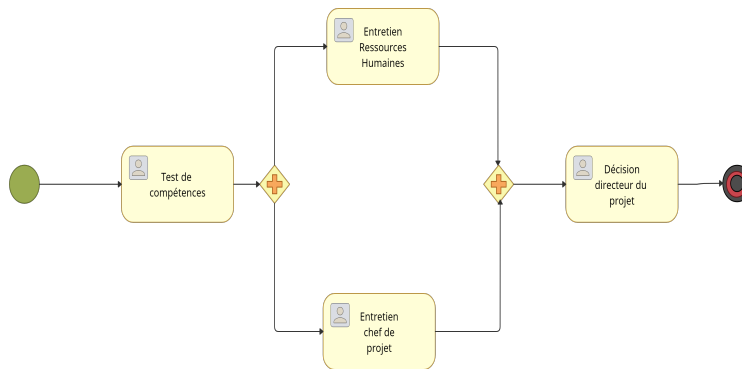 Test de
compétences
Entretien
Ressources
Humaines
Entretien
chef de
projet
Décision
directeur du
projet